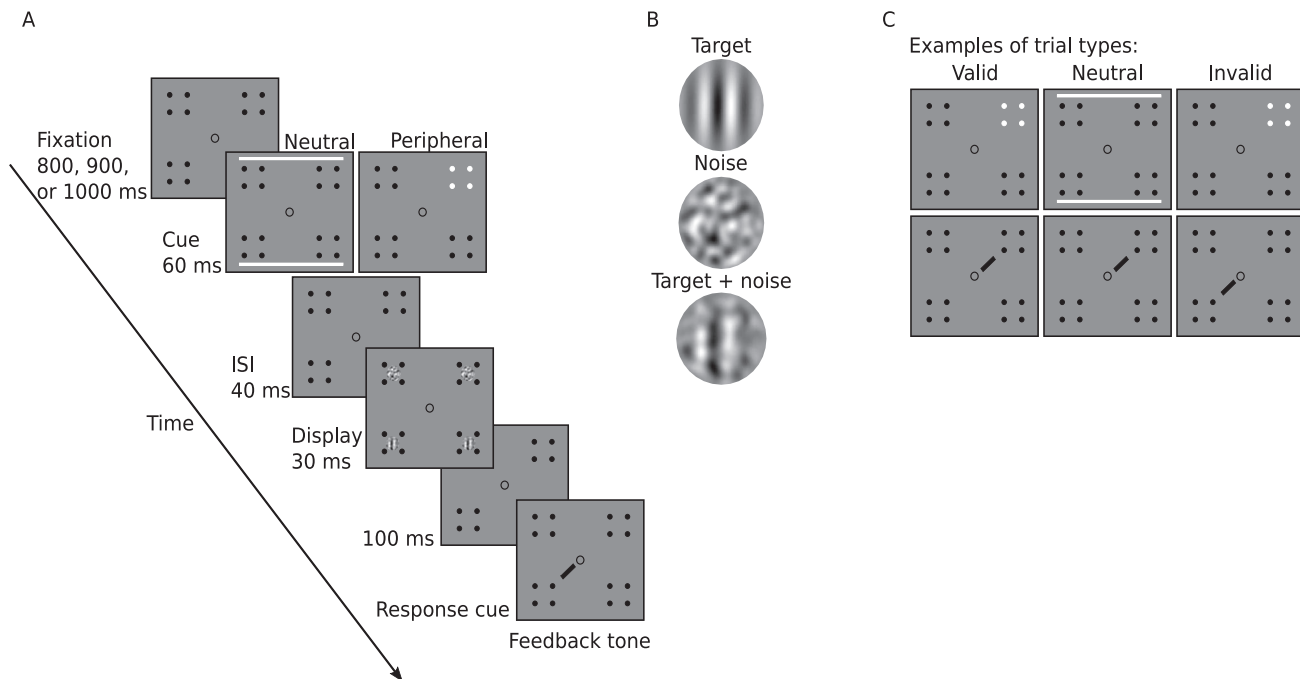 A
Fixation
800, 900,
or 1000 ms
Neutral
Peripheral
Cue
60 ms
ISI
40 ms
Time
Display
30 ms
100 ms
Response cue
Feedback tone
B
Target
Noise
Target + noise
C
Examples of trial types:
Valid
Neutral
Invalid